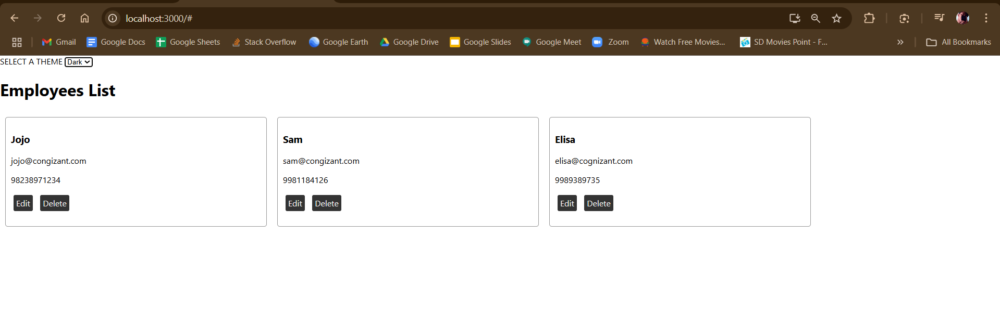 localhost:3000/#
Gmail Google Docs Google Sheets Stack Overflow Google Earth Google Drive Google Slides Google Meet Zoom Watch Free Movies... SD Movies Point - F... » All Bookmarks
SELECT A THEME Dark
Employees List
Jojo
jojo@congizant.com
98238971234
Edit Delete
Sam
sam@congizant.com
9981184126
Edit Delete
Elisa
elisa@cognizant.com
9989389735
Edit Delete